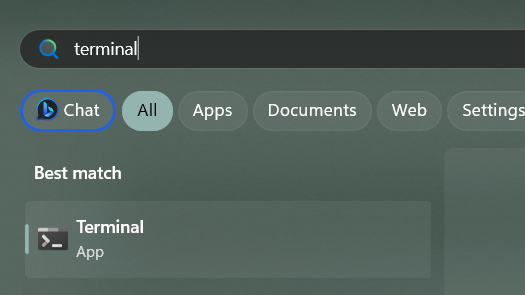 terminal
Chat All Apps Documents Web Settings
Best match
Terminal
App